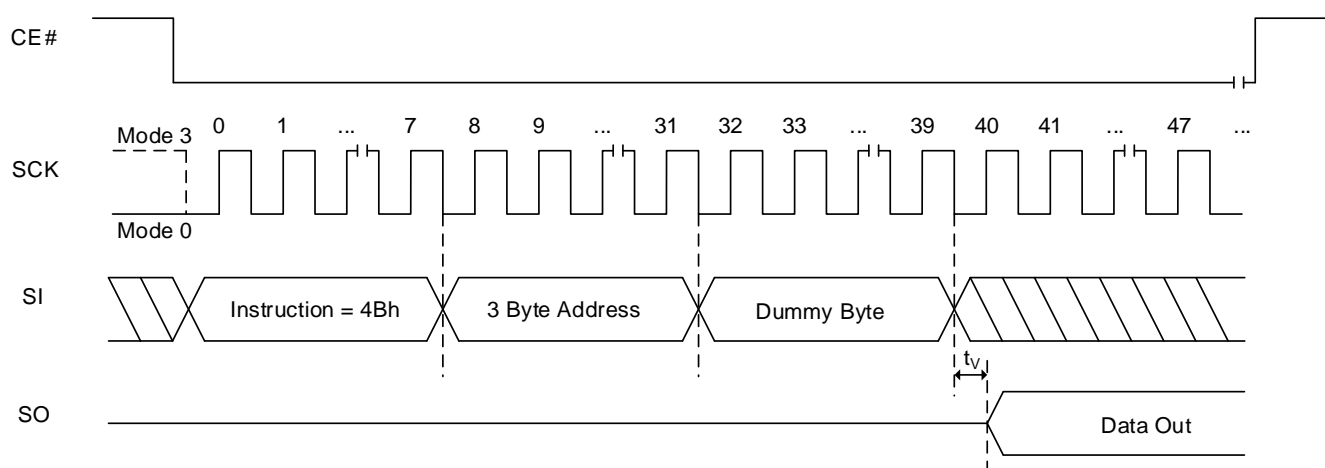 CE#
Mode 3
0 1 ... 7 8 9 ... 31 32 33 ... 39 40 41 ... 47 ...
SCK
Mode 0
SI
Instruction = 4Bh
3 Byte Address
Dummy Byte
tV
SO
Data Out